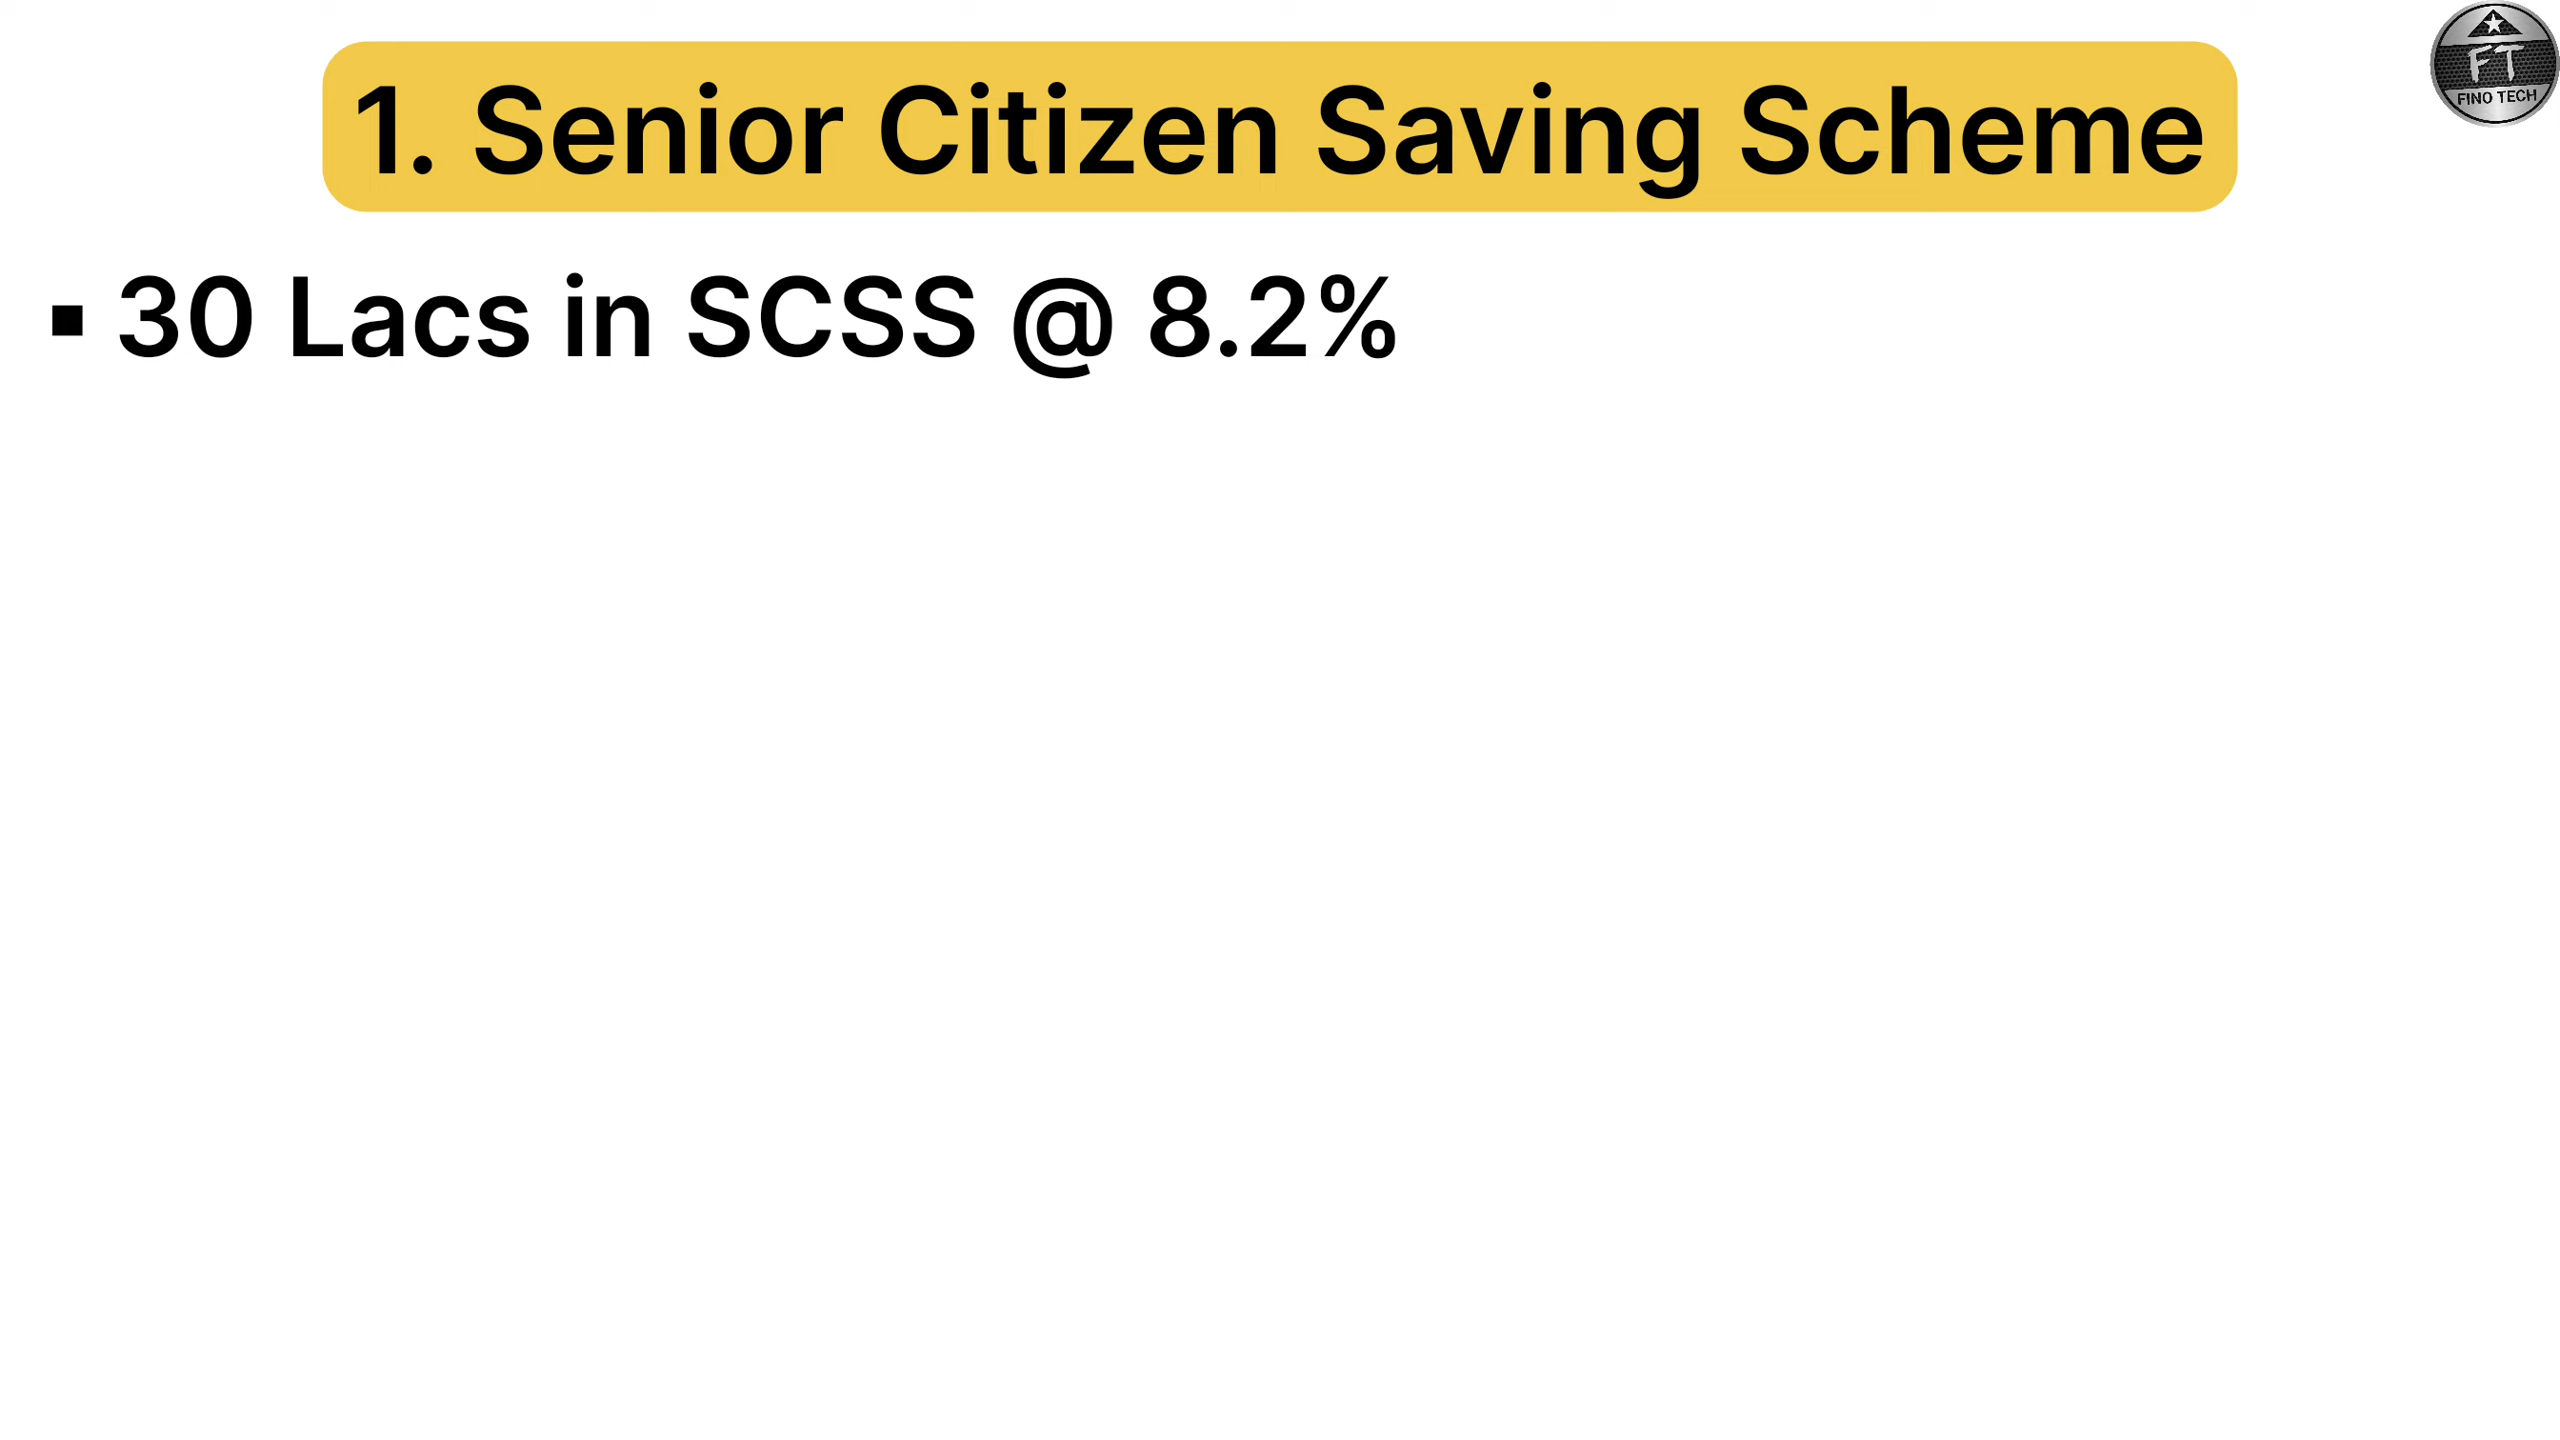 1. Senior Citizen Saving Scheme
FT
FINO TECH
▪ 30 Lacs in SCSS @ 8.2%